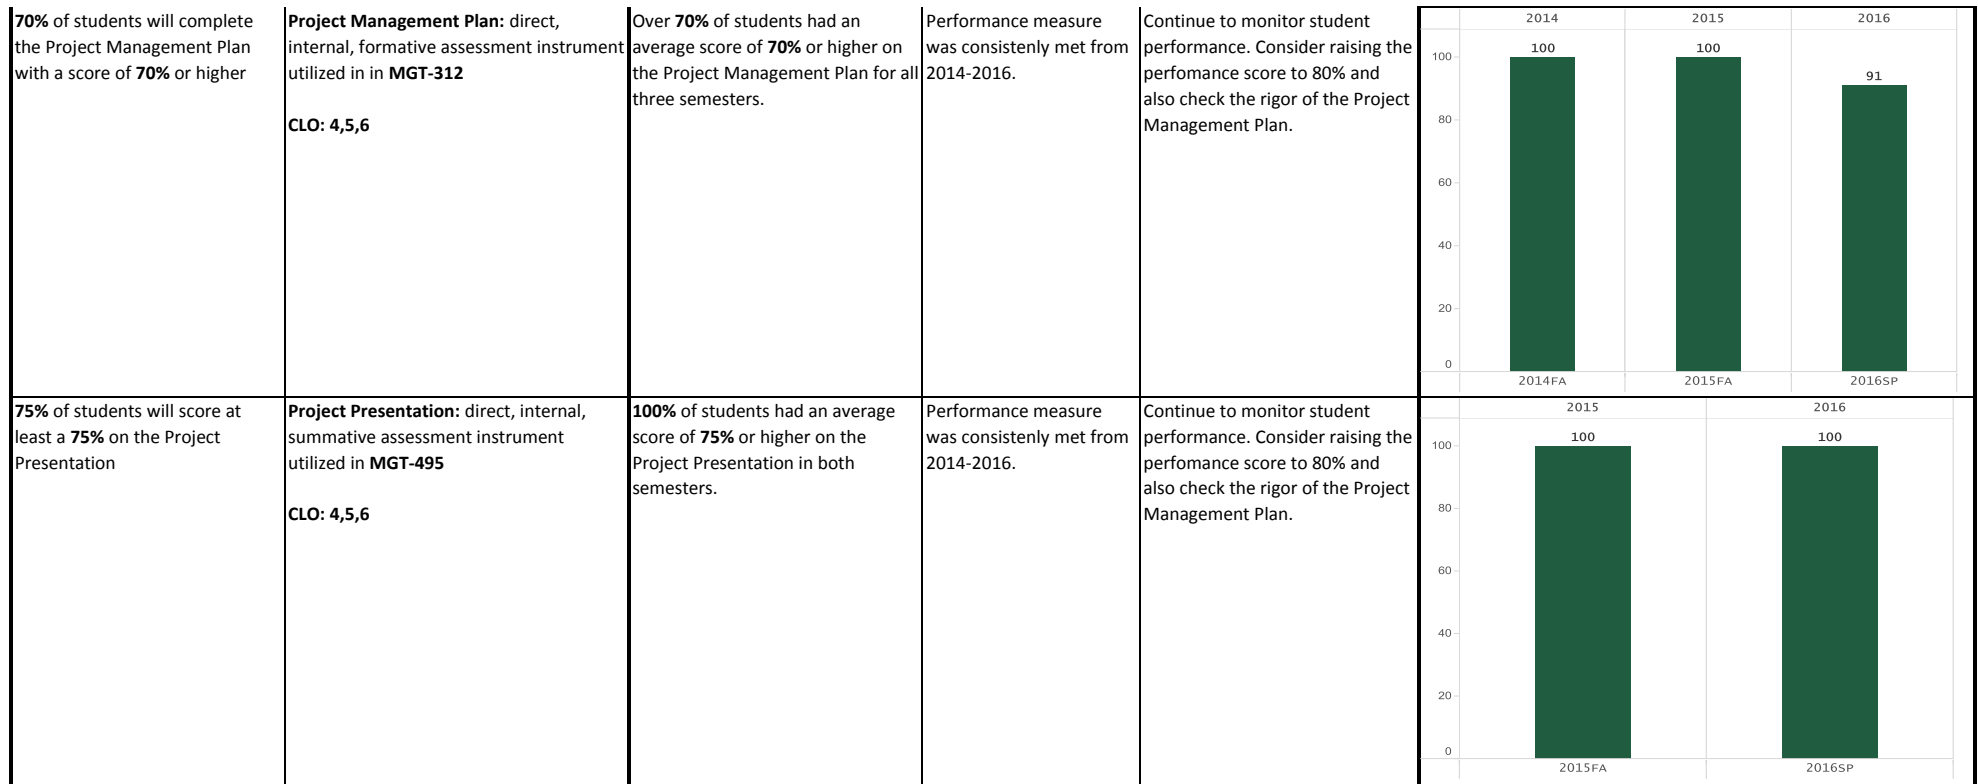 70% of students will complete
the Project Management Plan
with a score of 70% or higher
Project Management Plan: direct,
internal, formative assessment instrument
utilized in in MGT-312
CLO: 4,5,6
Over 70% of students had an
average score of 70% or higher on
the Project Management Plan for all
three semesters.
Performance measure
was consistenly met from
2014-2016.
Continue to monitor student
performance. Consider raising the
perfomance score to 80% and
also check the rigor of the Project
Management Plan.
2014 2015 2016
100 100 91
100
80
60
40
20
0
2014FA 2015FA 2016SP
75% of students will score at
least a 75% on the Project
Presentation
Project Presentation: direct, internal,
summative assessment instrument
utilized in MGT-495
CLO: 4,5,6
100% of students had an average
score of 75% or higher on the
Project Presentation in both
semesters.
Performance measure
was consistenly met from
2014-2016.
Continue to monitor student
performance. Consider raising the
perfomance score to 80% and
also check the rigor of the Project
Management Plan.
2015 2016
100 100
100
80
60
40
20
0
2015FA 2016SP